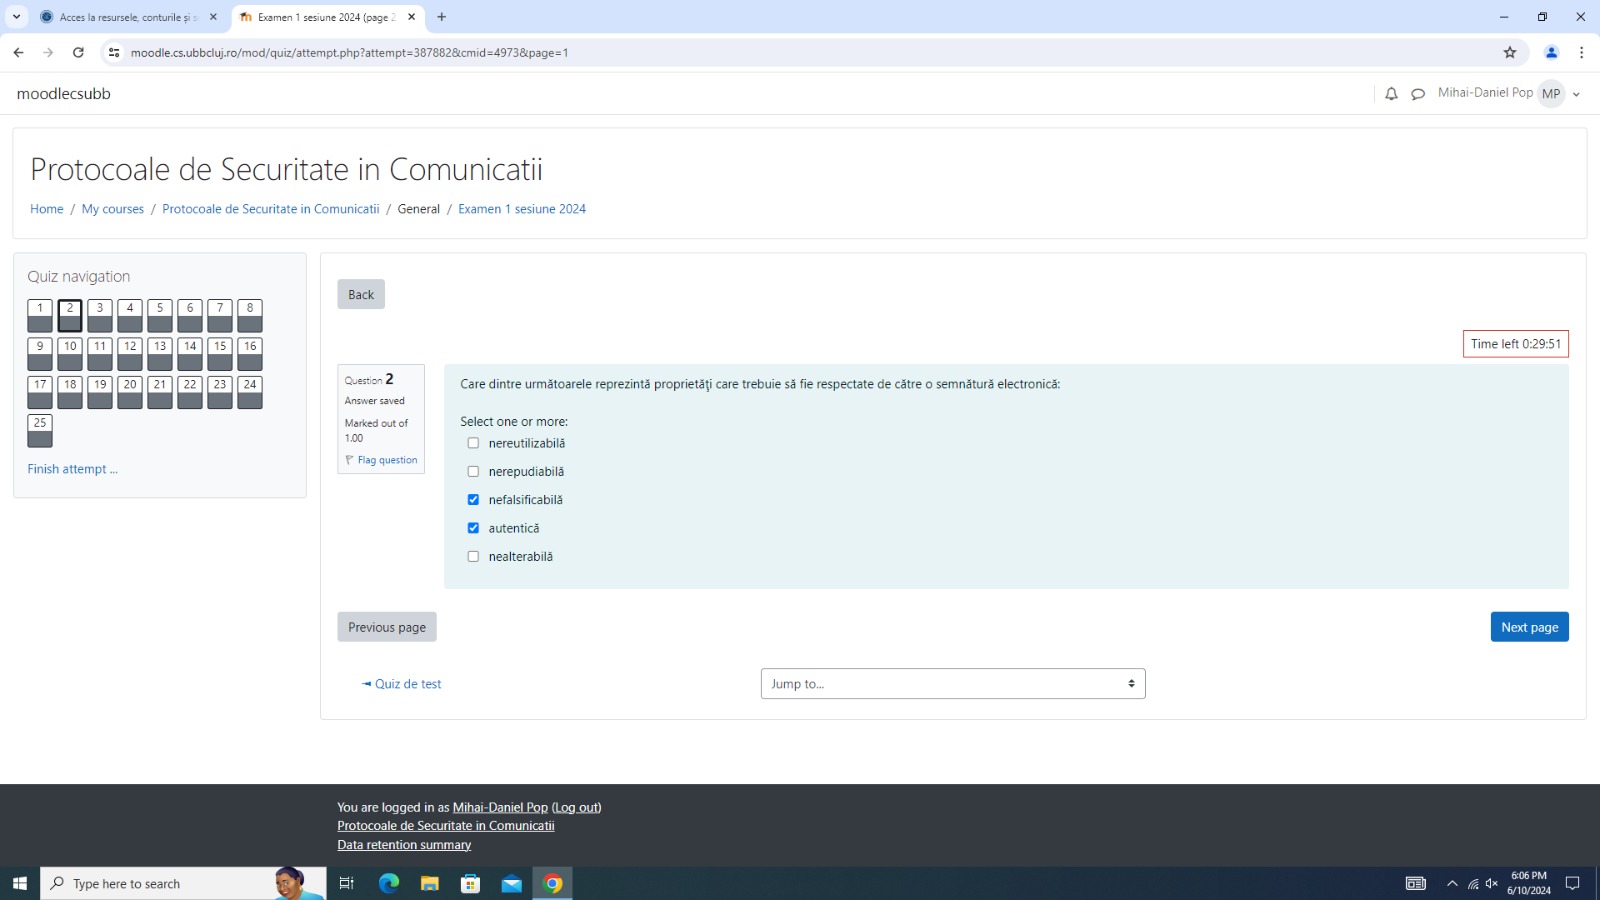 Acces la resursele, conturile și s
Examen 1 sesiune 2024 (page 2
moodle.cs.ubbcluj.ro/mod/quiz/attempt.php?attempt=387882&cmid=4973&page=1
moodlecsubb
Mihai-Daniel Pop MP
Protocoale de Securitate in Comunicatii
Home / My courses / Protocoale de Securitate in Comunicatii / General / Examen 1 sesiune 2024
Quiz navigation
1 2 3 4 5 6 7 8
9 10 11 12 13 14 15 16
17 18 19 20 21 22 23 24
25
Finish attempt ...
Back
Time left 0:29:51
Question 2
Answer saved
Marked out of
1.00
Flag question
Care dintre următoarele reprezintă proprietăţi care trebuie să fie respectate de către o semnătură electronică:
Select one or more:
nereutilizabilă
nerepudiabilă
nefalsificabilă
autentică
nealterabilă
Previous page
Next page
◄ Quiz de test
Jump to...
You are logged in as Mihai-Daniel Pop (Log out)
Protocoale de Securitate in Comunicatii
Data retention summary
Type here to search
6:06 PM
6/10/2024